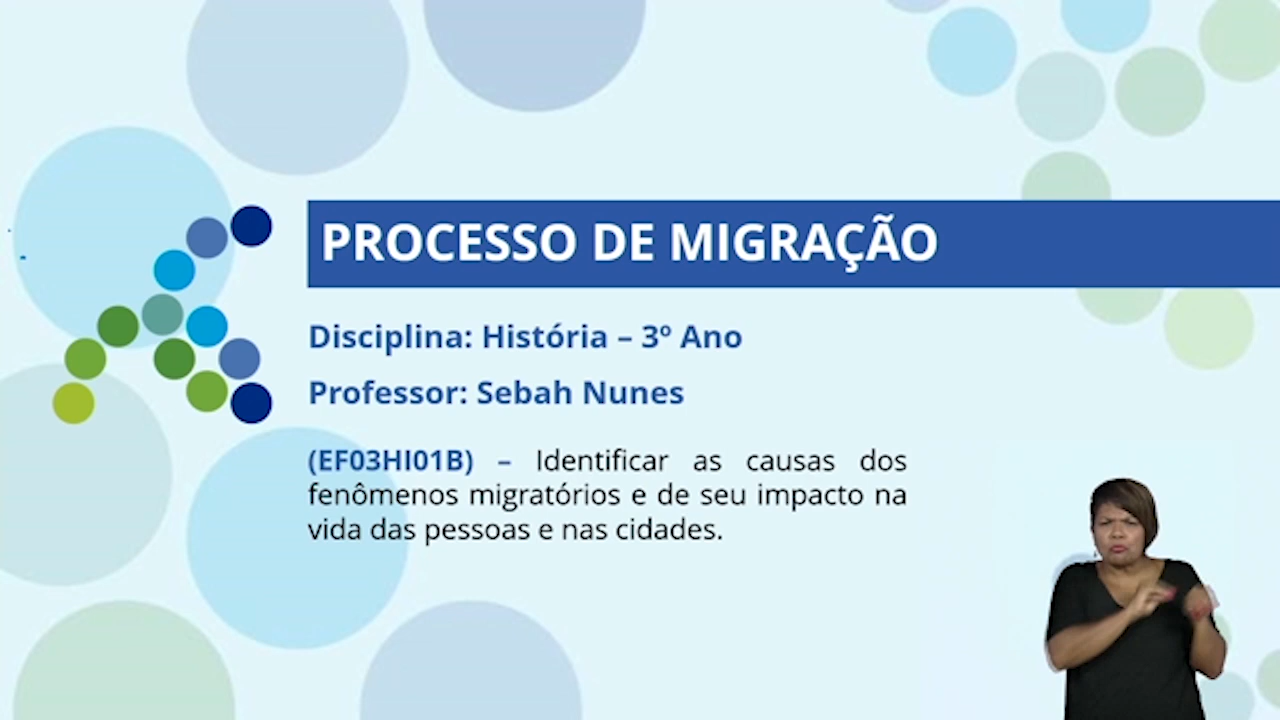 PROCESSO DE MIGRAÇÃO
Disciplina: História – 3º Ano
Professor: Sebah Nunes
(EF03HI01B) – Identificar as causas dos
fenômenos migratórios e de seu impacto na
vida das pessoas e nas cidades.